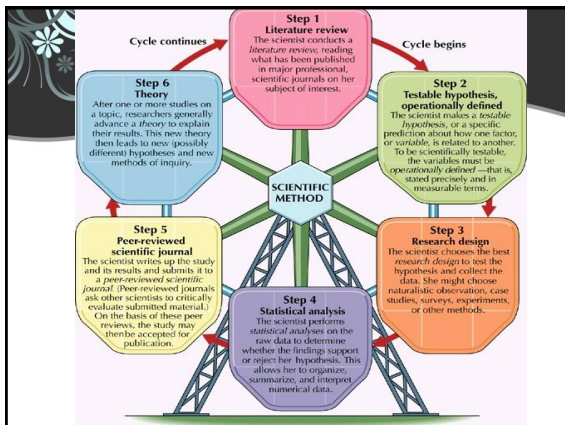 Step 1
Literature review
The scientist conducts a
literature review, reading
what has been published
in major professional,
scientific journals on her
subject of interest.
Cycle continues
Cycle begins
Step 2
Testable hypothesis,
operationally defined
The scientist makes a testable
hypothesis, or a specific
prediction about how one factor,
or variable, is related to another.
To be scientifically testable,
the variables must be
operationally defined—that is,
stated precisely and in
measurable terms.
Step 3
Research design
The scientist chooses the best
research design to test the
hypothesis and collect the
data. She might choose
naturalistic observation, case
studies, surveys, experiments,
or other methods.
Step 4
Statistical analysis
The scientist performs
statistical analyses on the
raw data to determine
whether the findings support
or reject her hypothesis. This
allows her to organize,
summarize, and interpret
numerical data.
Step 5
Peer-reviewed
scientific journal
The scientist writes up the study
and its results and submits it to
a peer-reviewed scientific
journal. (Peer-reviewed journals
ask other scientists to critically
evaluate submitted material.)
On the basis of these peer
reviews, the study may
then be accepted for
publication.
Step 6
Theory
After one or more studies on
a topic, researchers generally
advance a theory to explain
their results. This new theory
then leads to new (possibly
different) hypotheses and new
methods of inquiry.
SCIENTIFIC
METHOD